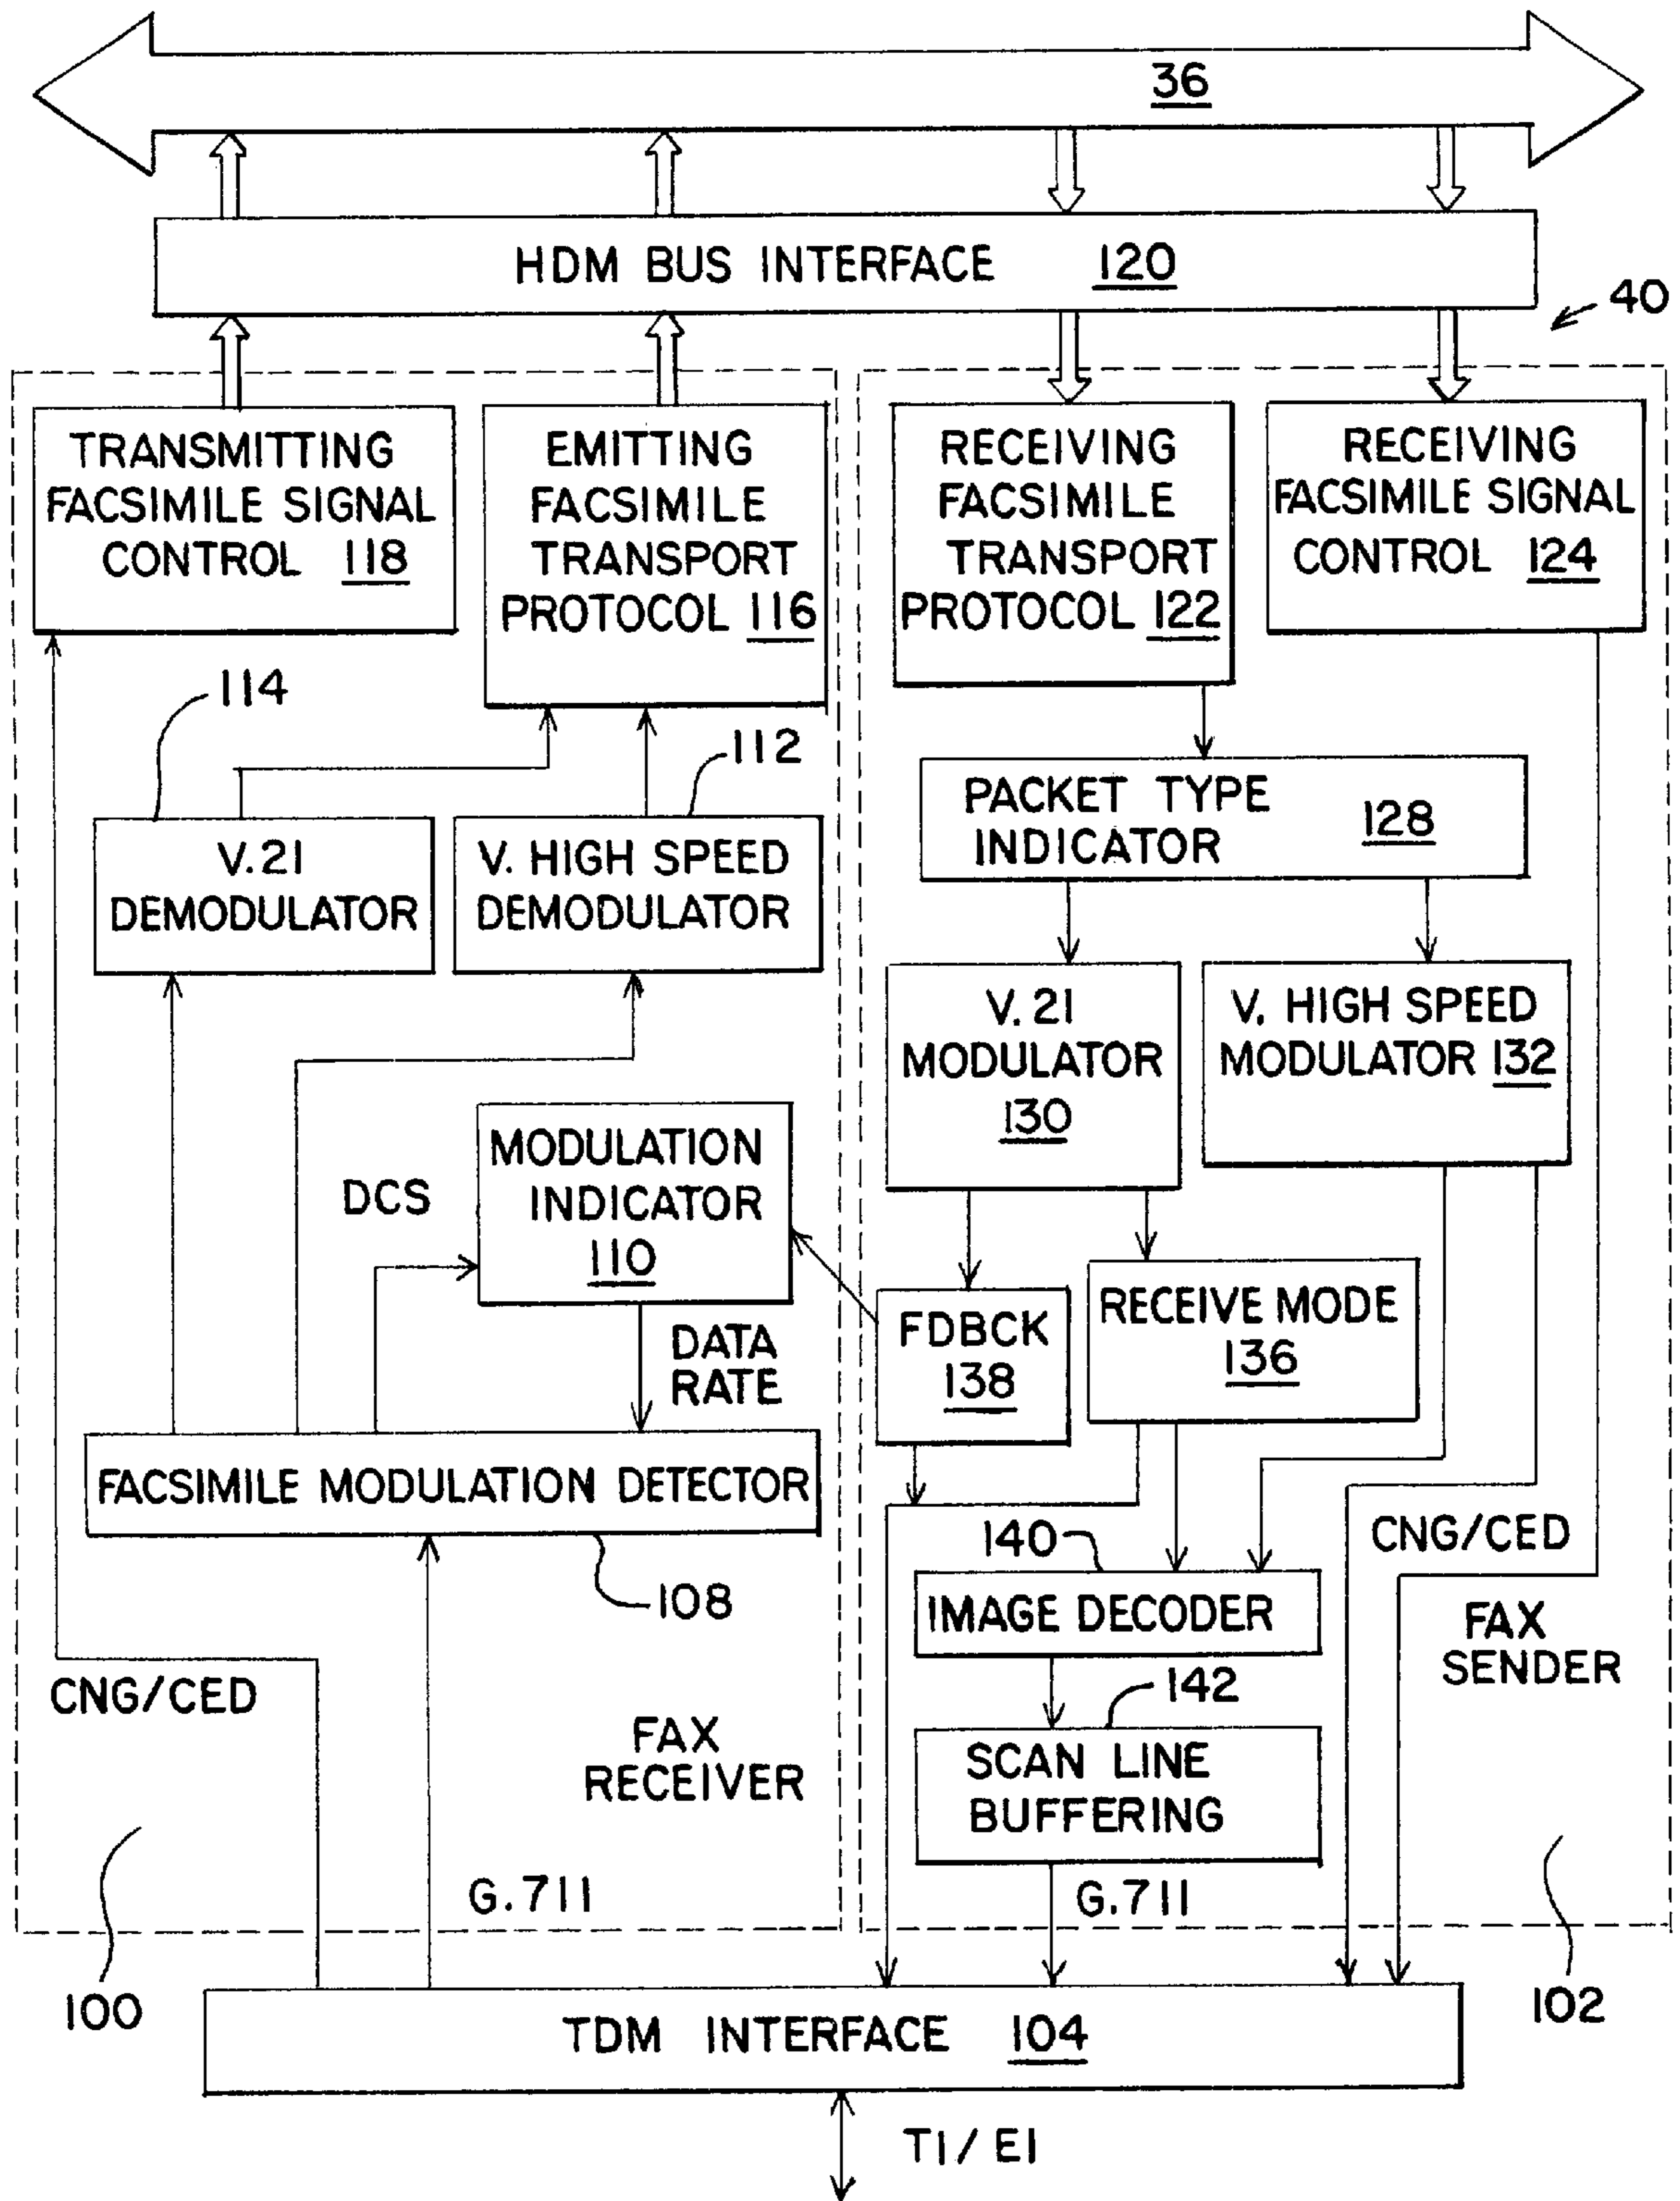 36
HDM BUS INTERFACE 120
40
TRANSMITTING
FACSIMILE SIGNAL
CONTROL 118
EMITTING
FACSIMILE
TRANSPORT
PROTOCOL 116
RECEIVING
FACSIMILE
TRANSPORT
PROTOCOL 122
RECEIVING
FACSIMILE SIGNAL
CONTROL 124
114
112
PACKET TYPE
INDICATOR 128
V.21
DEMODULATOR
V. HIGH SPEED
DEMODULATOR
V.21
MODULATOR
130
V. HIGH SPEED
MODULATOR 132
DCS
MODULATION
INDICATOR
110
DATA
RATE
FDBCK
138
RECEIVE MODE
136
FACSIMILE MODULATION DETECTOR
108
140
CNG/CED
IMAGE DECODER
FAX
SENDER
CNG/CED
142
FAX
RECEIVER
SCAN LINE
BUFFERING
G.711
G.711
100
102
TDM INTERFACE 104
T1/E1